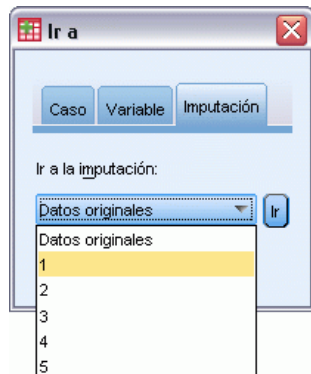 Ir a
Caso Variable Imputación
Ir a la imputación:
Datos originales Ir
Datos originales
1
2
3
4
5